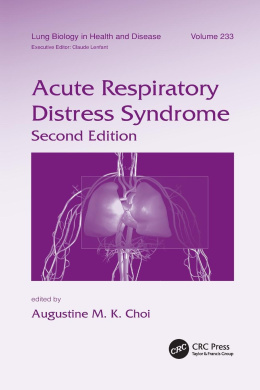 Lung Biology in Health and Disease Volume 233
Executive Editor: Claude Lenfant
Acute Respiratory
Distress Syndrome
Second Edition
edited by
Augustine M. K. Choi
CRC
CRC Press
Taylor & Francis Group